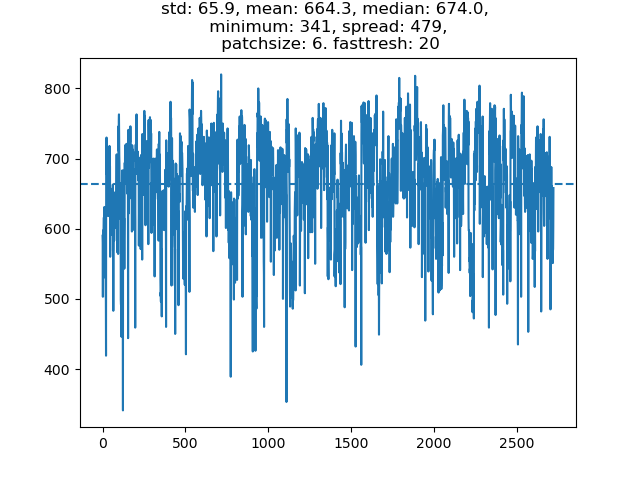 std: 65.9, mean: 664.3, median: 674.0,
minimum: 341, spread: 479,
patchsize: 6. fasttresh: 20
800
700
600
500
400
0 500 1000 1500 2000 2500